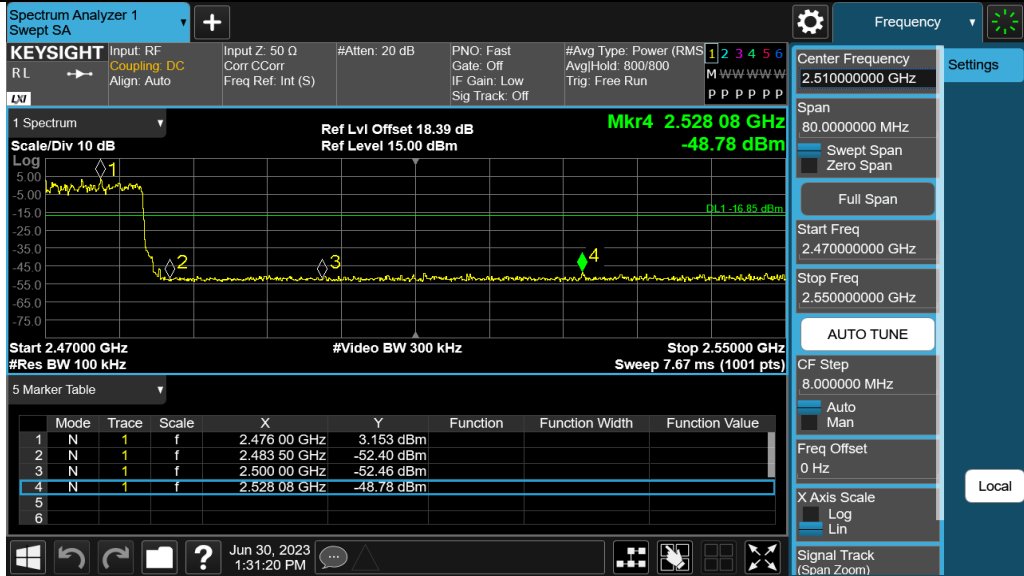 Spectrum Analyzer 1
Swept SA
+
Frequency
KEYSIGHT
RL
LXI
Input: RF
Coupling: DC
Align: Auto
Input Z: 50 Ω
Corr CCorr
Freq Ref: Int (S)
#Atten: 20 dB
PNO: Fast
Gate: Off
IF Gain: Low
Sig Track: Off
#Avg Type: Power (RMS
Avg|Hold: 800/800
Trig: Free Run
1 2 3 4 5 6
M W W W W W
P P P P P P
1 Spectrum
Scale/Div 10 dB
Ref Lvl Offset 18.39 dB
Ref Level 15.00 dBm
Mkr4 2.528 08 GHz
-48.78 dBm
Log
5.00
-5.00
-15.0
-25.0
-35.0
-45.0
-55.0
-65.0
-75.0
1
2
3
4
DL1 -16.85 dBm
Start 2.47000 GHz
#Video BW 300 kHz
Stop 2.55000 GHz
#Res BW 100 kHz
Sweep 7.67 ms (1001 pts)
5 Marker Table
Mode Trace Scale X Y Function Function Width Function Value
1 N 1 f 2.476 00 GHz 3.153 dBm
2 N 1 f 2.483 50 GHz -52.40 dBm
3 N 1 f 2.500 00 GHz -52.46 dBm
4 N 1 f 2.528 08 GHz -48.78 dBm
5
6
?
Jun 30, 2023
1:31:20 PM
Center Frequency
2.510000000 GHz
Span
80.0000000 MHz
Swept Span
Zero Span
Full Span
Start Freq
2.470000000 GHz
Stop Freq
2.550000000 GHz
AUTO TUNE
CF Step
8.000000 MHz
Auto
Man
Freq Offset
0 Hz
X Axis Scale
Log
Lin
Signal Track
(Span Zoom)
Settings
Local